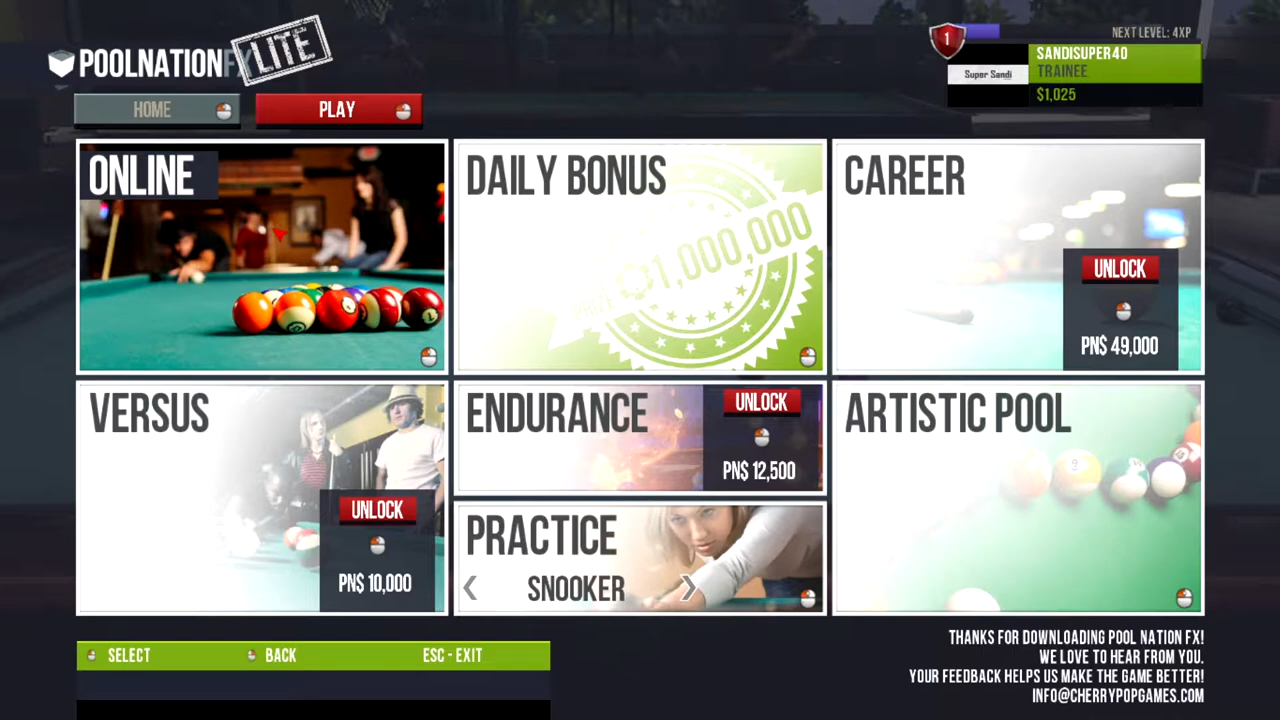 POOLNATIONFX LITE
1
NEXT LEVEL: 4XP
Super Sandi
SANDISUPER40
TRAINEE
$1,025
HOME
PLAY
ONLINE
DAILY BONUS
PRIZE $1,000,000
CAREER
UNLOCK
PN$ 49,000
VERSUS
UNLOCK
PN$ 10,000
ENDURANCE
UNLOCK
PN$ 12,500
PRACTICE
SNOOKER
ARTISTIC POOL
SELECT
BACK
ESC - EXIT
THANKS FOR DOWNLOADING POOL NATION FX!
WE LOVE TO HEAR FROM YOU.
YOUR FEEDBACK HELPS US MAKE THE GAME BETTER!
INFO@CHERRYPOPGAMES.COM